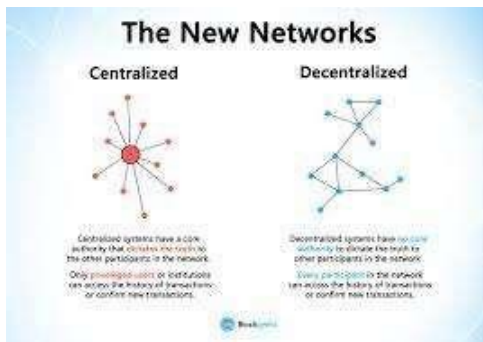 The New Networks
Centralized
Decentralized
Centralized systems have a core
authority that dictates the truth to
the other participants in the network.
Only privileged users or institutions
can access the history of transactions
or confirm new transactions.
Decentralized systems have no core
authority to dictate the truth to
other participants in the network.
Every participant in the network
can access the history of transactions
or confirm new transactions.